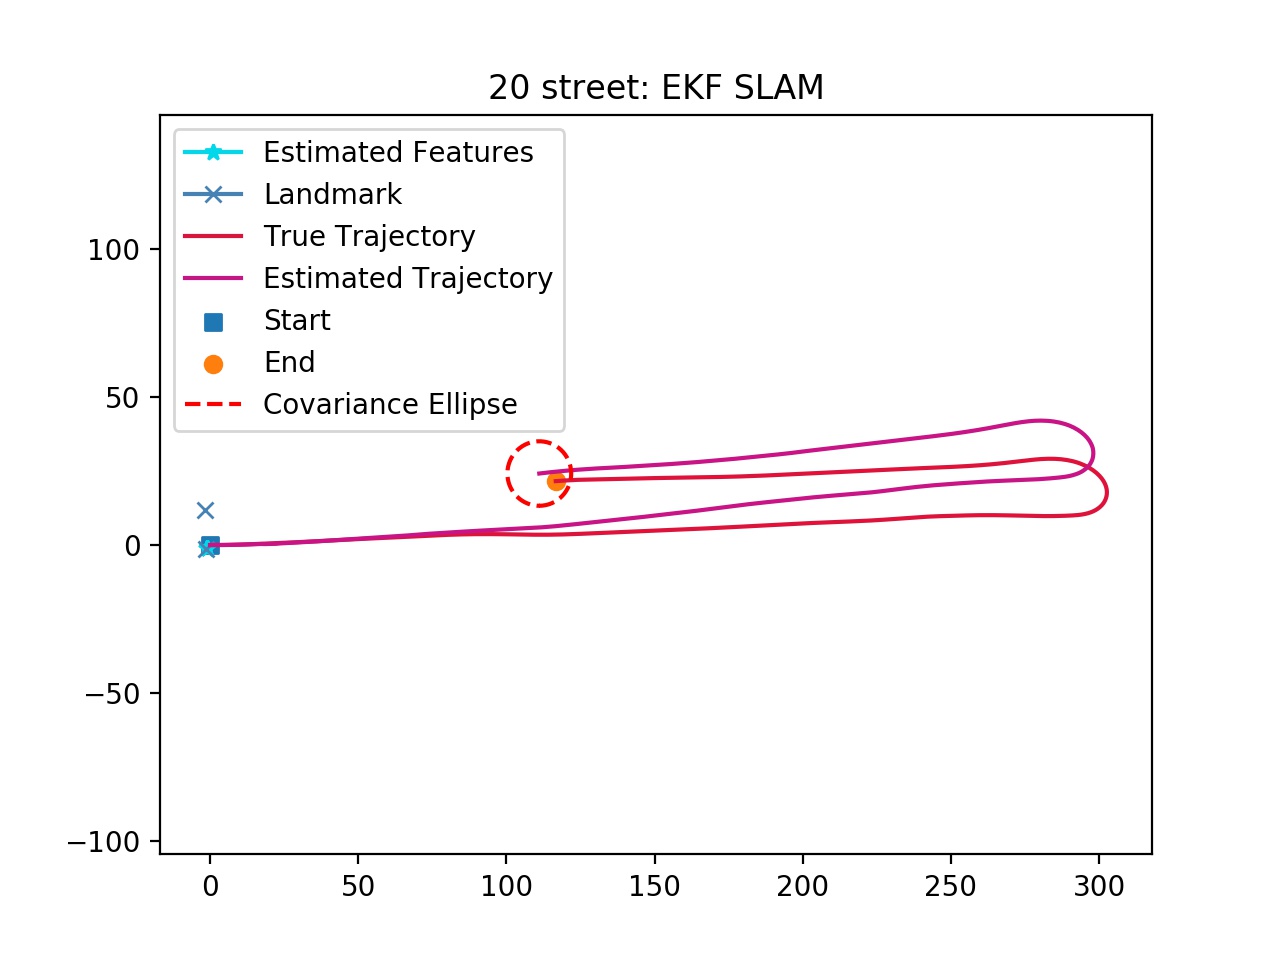 20 street: EKF SLAM
Estimated Features
Landmark
True Trajectory
Estimated Trajectory
Start
End
Covariance Ellipse
100
50
0
−50
−100
0 50 100 150 200 250 300